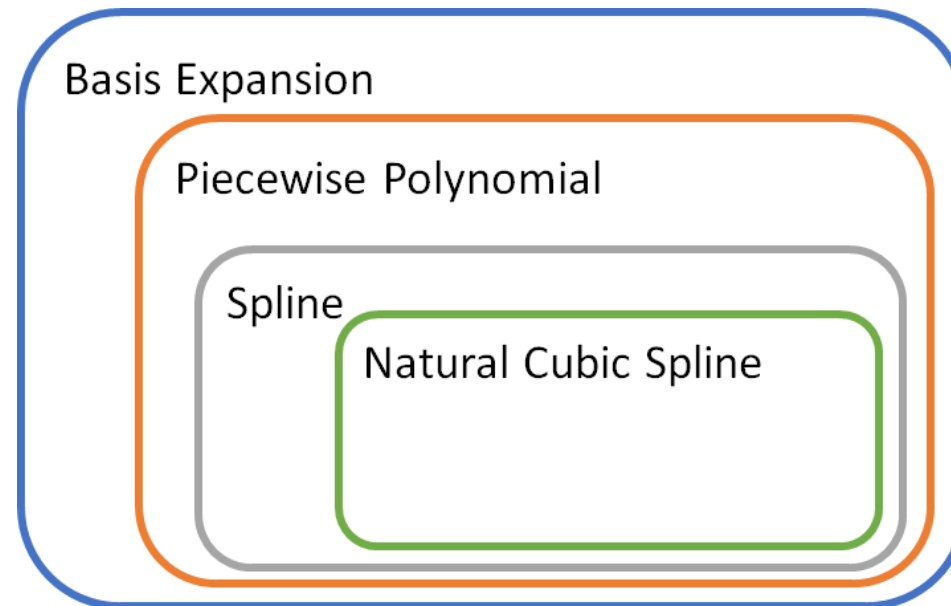 Basis Expansion
Piecewise Polynomial
Spline
Natural Cubic Spline